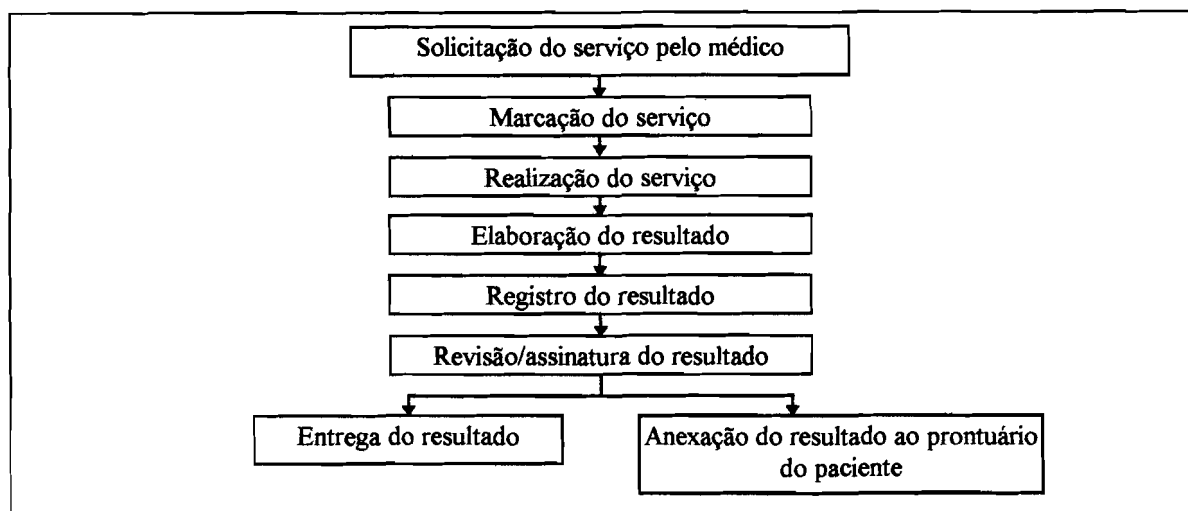 Solicitação do serviço pelo médico
Marcação do serviço
Realização do serviço
Elaboração do resultado
Registro do resultado
Revisão/assinatura do resultado
Entrega do resultado
Anexação do resultado ao prontuário
do paciente